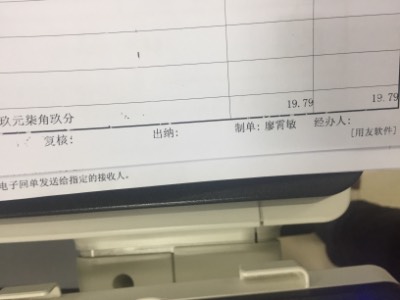 19.79 19.79
玖元柒角玖分
复核: 出纳: 制单: 廖霄敏 经办人:
[用友软件]
电子回单发送给指定的接收人。